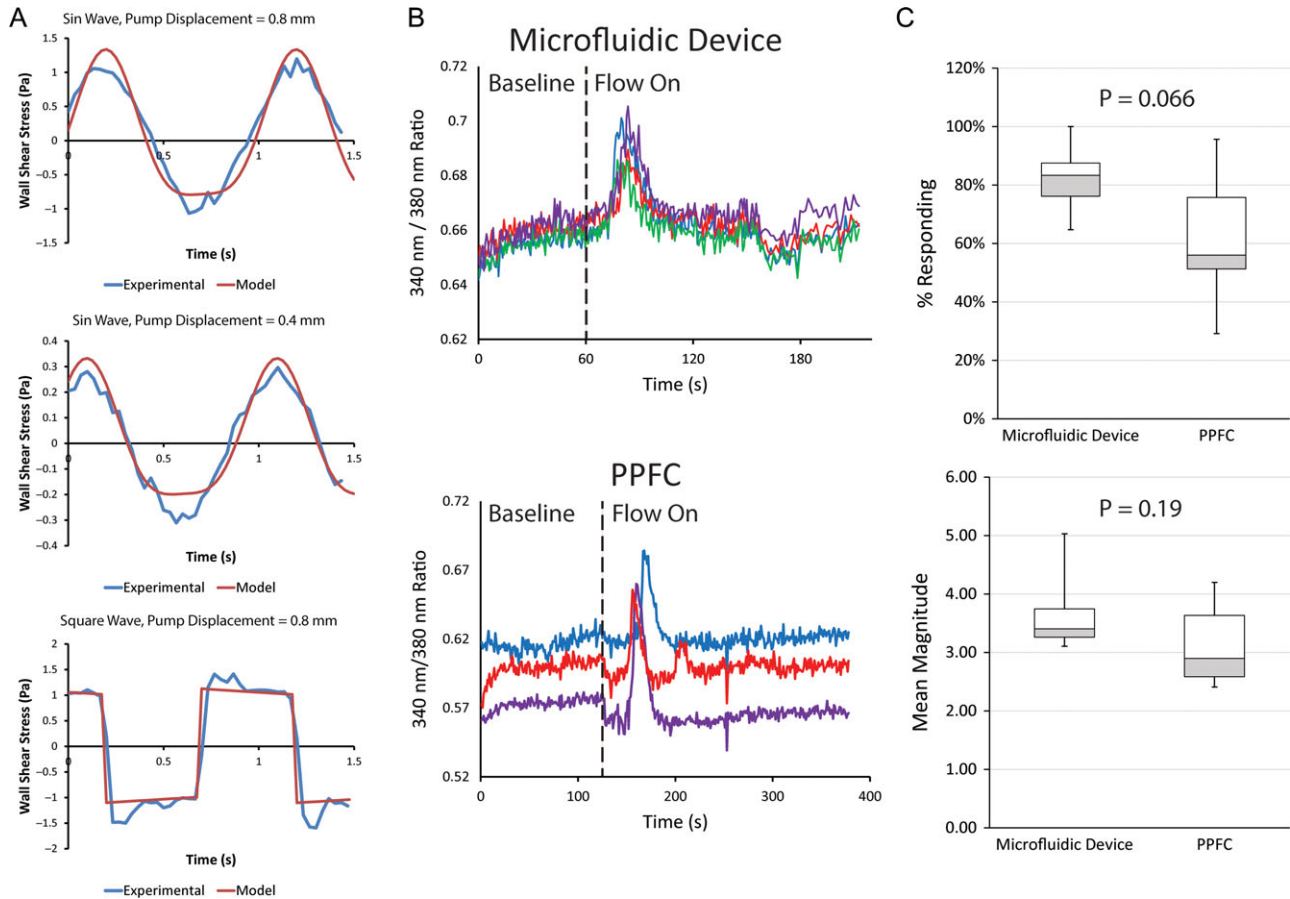 A
Sin Wave, Pump Displacement = 0.8 mm
Wall Shear Stress (Pa)
1.5
1
0.5
0
−0.5
−1
−1.5
0
0.5
1
1.5
Time (s)
Experimental Model
Sin Wave, Pump Displacement = 0.4 mm
Wall Shear Stress (Pa)
0.4
0.3
0.2
0.1
0
−0.1
−0.2
−0.3
−0.4
0
0.5
1
1.5
Time (s)
Experimental Model
Square Wave, Pump Displacement = 0.8 mm
Wall Shear Stress (Pa)
2
1.5
1
0.5
0
−0.5
−1
−1.5
−2
0
0.5
1
1.5
Time (s)
Experimental Model
B
Microfluidic Device
Baseline Flow On
340 nm / 380 nm Ratio
0.72
0.7
0.68
0.66
0.64
0.62
0 60 120 180
Time (s)
PPFC
Baseline Flow On
340 nm/380 nm Ratio
0.72
0.67
0.62
0.57
0.52
0 100 200 300 400
Time (s)
C
P = 0.066
% Responding
120%
100%
80%
60%
40%
20%
0%
Microfluidic Device PPFC
P = 0.19
Mean Magnitude
6.00
5.00
4.00
3.00
2.00
1.00
0.00
Microfluidic Device PPFC